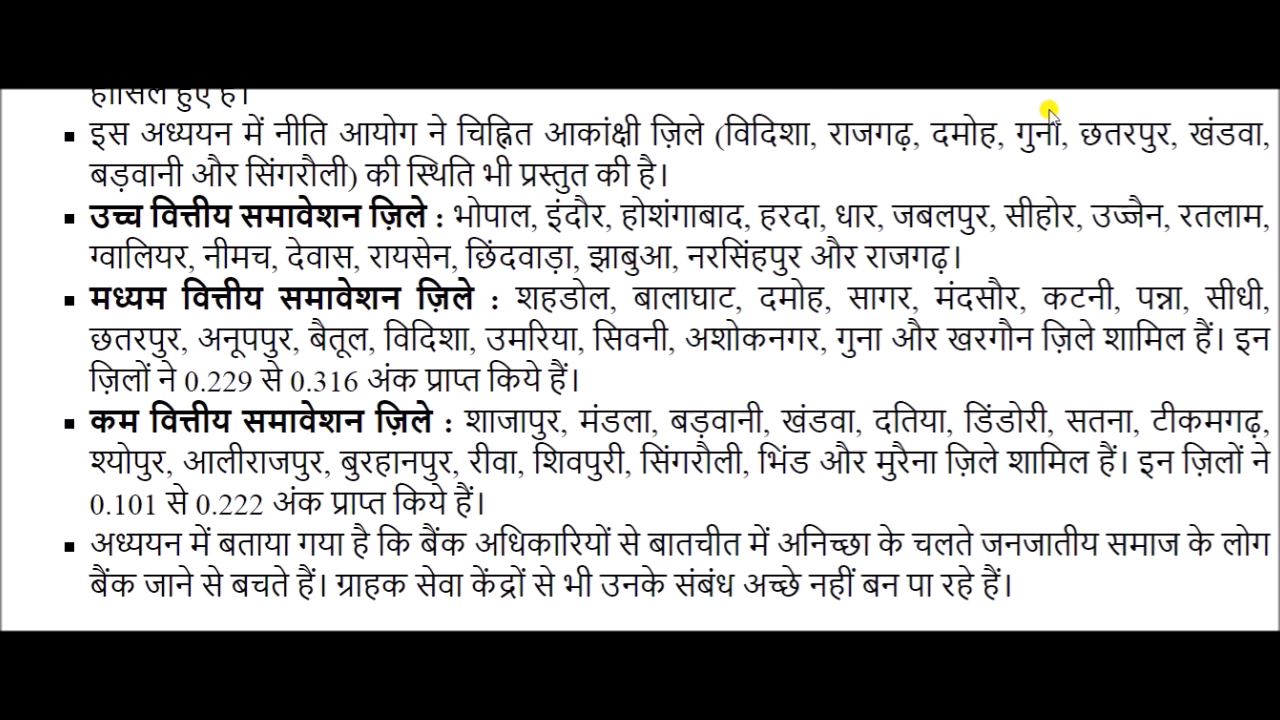 हासिल हुए हैं।
▪ इस अध्ययन में नीति आयोग ने चिह्नित आकांक्षी ज़िले (विदिशा, राजगढ़, दमोह, गुना, छतरपुर, खंडवा,
बड़वानी और सिंगरौली) की स्थिति भी प्रस्तुत की है।
▪ उच्च वित्तीय समावेशन ज़िले : भोपाल, इंदौर, होशंगाबाद, हरदा, धार, जबलपुर, सीहोर, उज्जैन, रतलाम,
ग्वालियर, नीमच, देवास, रायसेन, छिंदवाड़ा, झाबुआ, नरसिंहपुर और राजगढ़।
▪ मध्यम वित्तीय समावेशन ज़िले : शहडोल, बालाघाट, दमोह, सागर, मंदसौर, कटनी, पन्ना, सीधी,
छतरपुर, अनूपपुर, बैतूल, विदिशा, उमरिया, सिवनी, अशोकनगर, गुना और खरगौन ज़िले शामिल हैं। इन
ज़िलों ने 0.229 से 0.316 अंक प्राप्त किये हैं।
▪ कम वित्तीय समावेशन ज़िले : शाजापुर, मंडला, बड़वानी, खंडवा, दतिया, डिंडोरी, सतना, टीकमगढ़,
श्योपुर, आलीराजपुर, बुरहानपुर, रीवा, शिवपुरी, सिंगरौली, भिंड और मुरैना ज़िले शामिल हैं। इन ज़िलों ने
0.101 से 0.222 अंक प्राप्त किये हैं।
▪ अध्ययन में बताया गया है कि बैंक अधिकारियों से बातचीत में अनिच्छा के चलते जनजातीय समाज के लोग
बैंक जाने से बचते हैं। ग्राहक सेवा केंद्रों से भी उनके संबंध अच्छे नहीं बन पा रहे हैं।